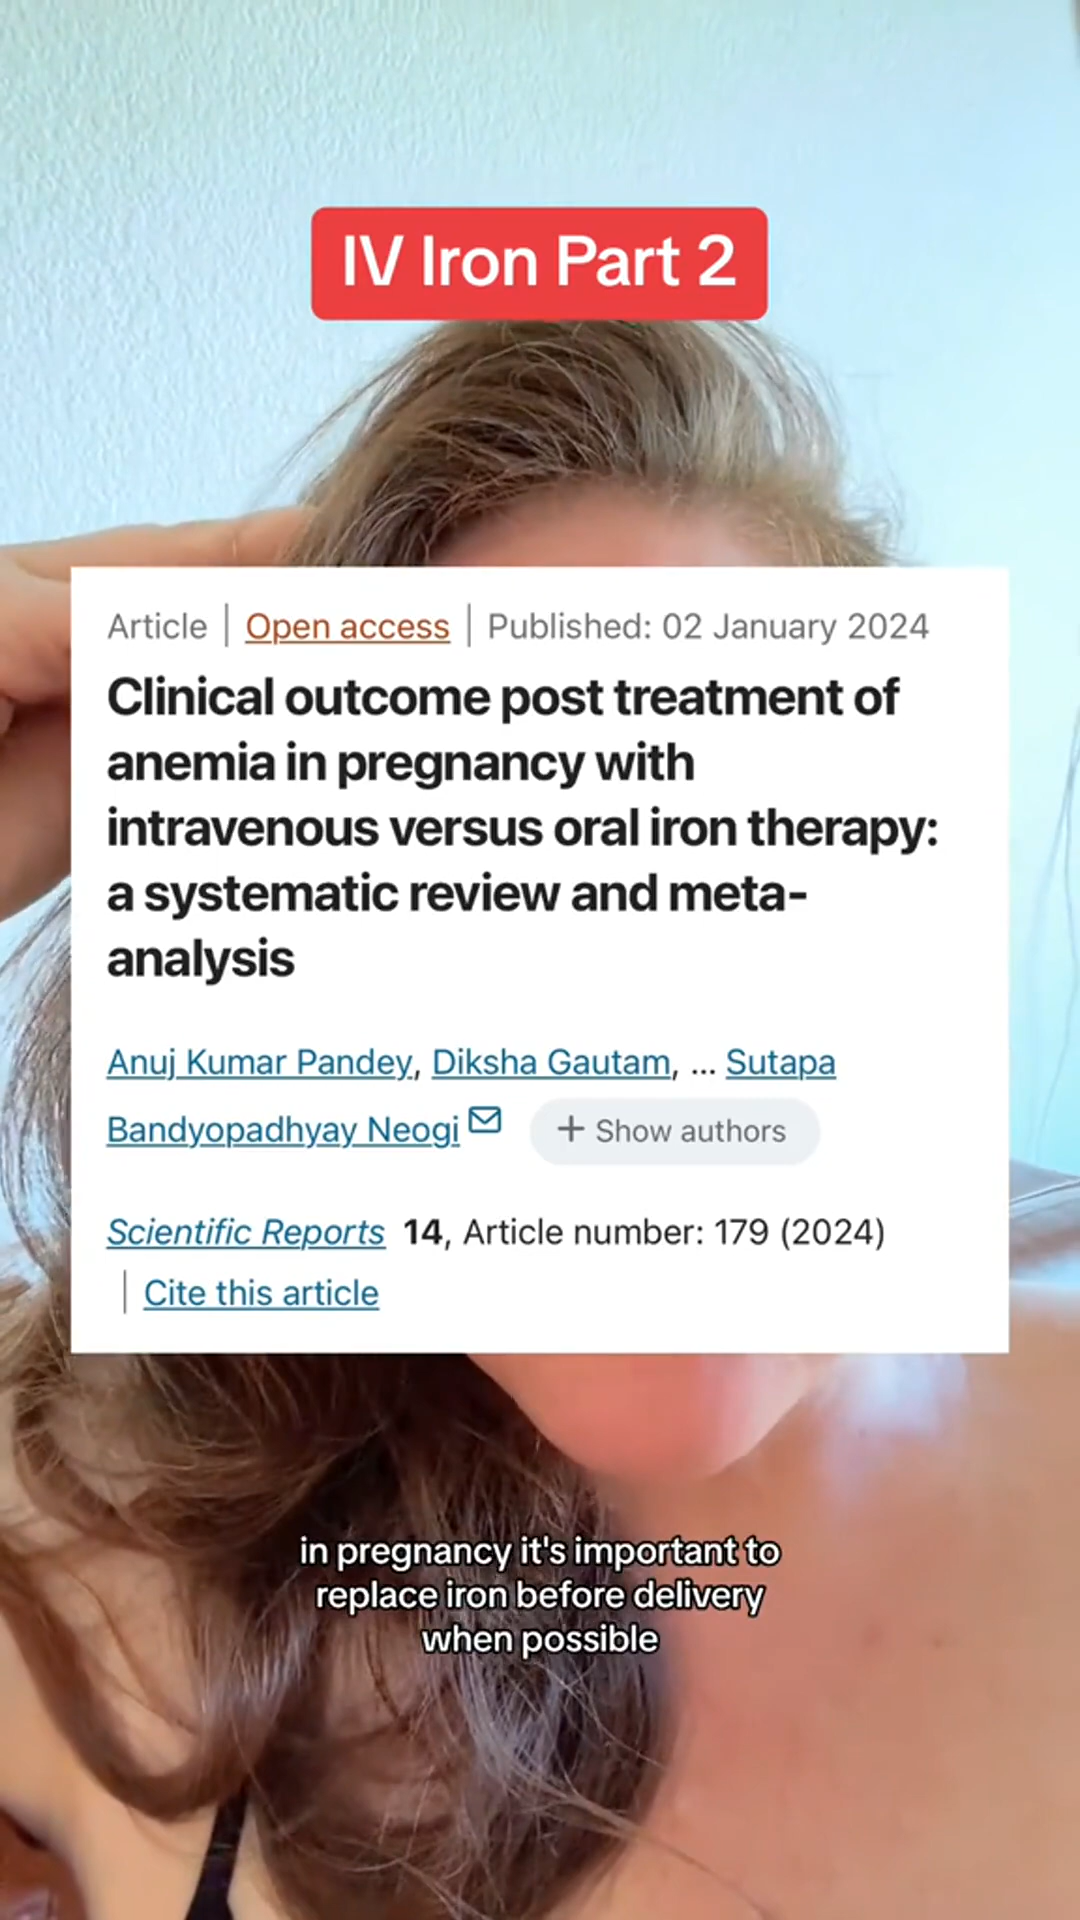 IV Iron Part 2
Article | Open access | Published: 02 January 2024
Clinical outcome post treatment of
anemia in pregnancy with
intravenous versus oral iron therapy:
a systematic review and meta-
analysis
Anuj Kumar Pandey, Diksha Gautam, ... Sutapa
Bandyopadhyay Neogi + Show authors
Scientific Reports 14, Article number: 179 (2024)
| Cite this article
in pregnancy it's important to
replace iron before delivery
when possible